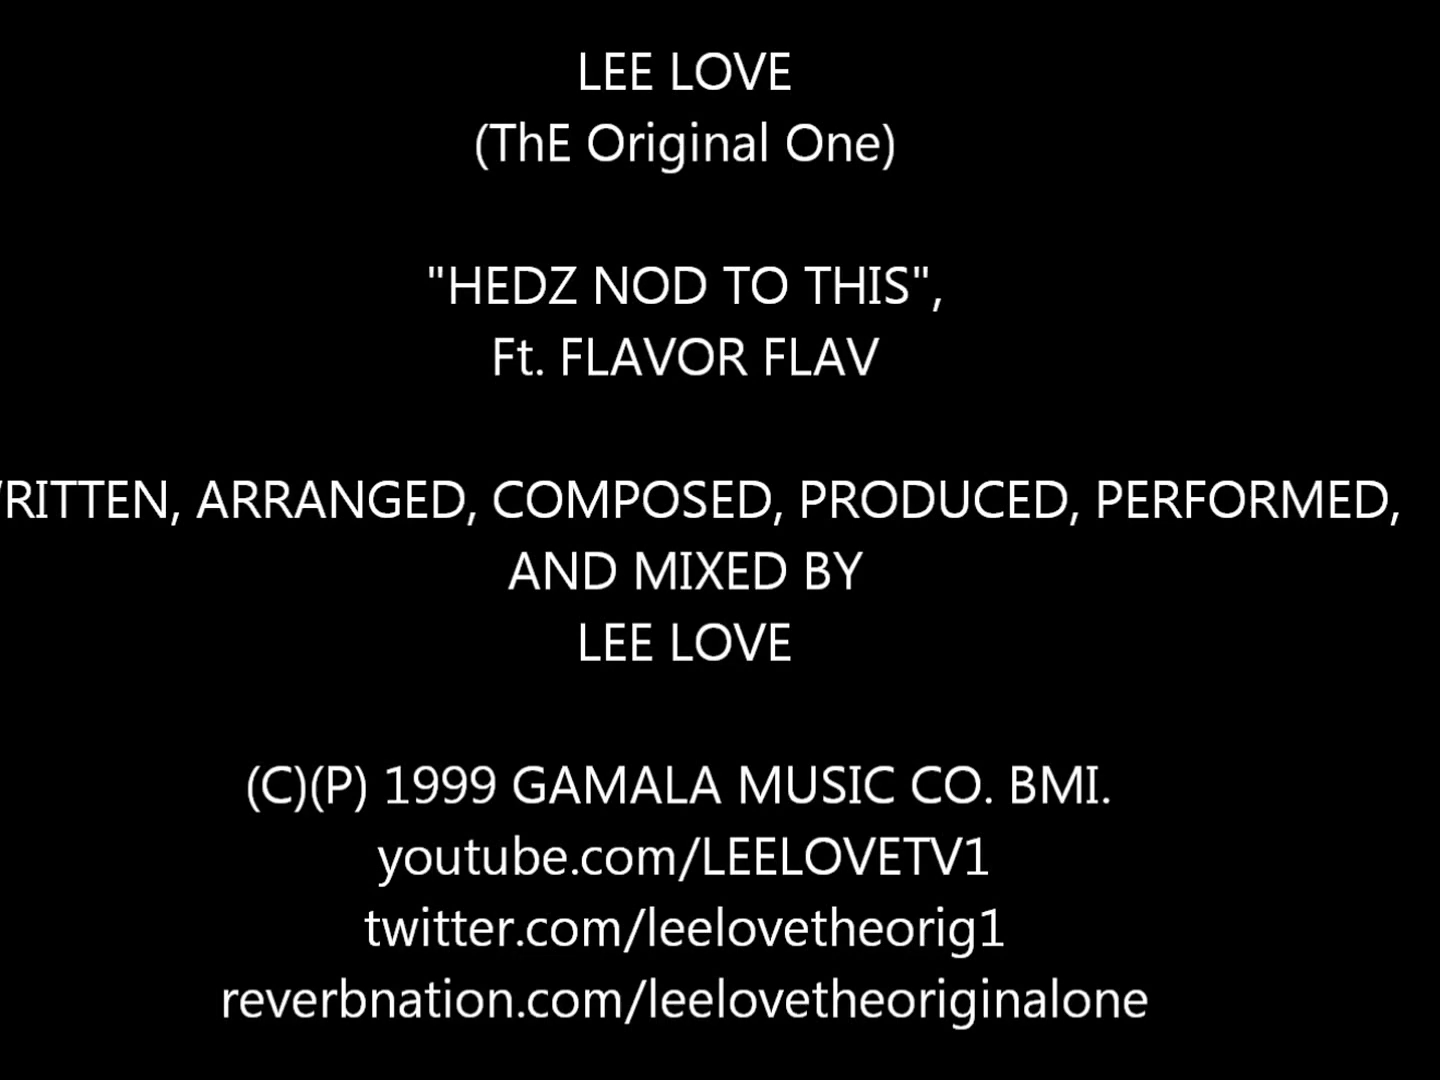 LEE LOVE
(ThE Original One)
"HEDZ NOD TO THIS",
Ft. FLAVOR FLAV
RITTEN, ARRANGED, COMPOSED, PRODUCED, PERFORMED,
AND MIXED BY
LEE LOVE
(C)(P) 1999 GAMALA MUSIC CO. BMI.
youtube.com/LEELOVETV1
twitter.com/leelovetheorig1
reverbnation.com/leelovetheoriginalone